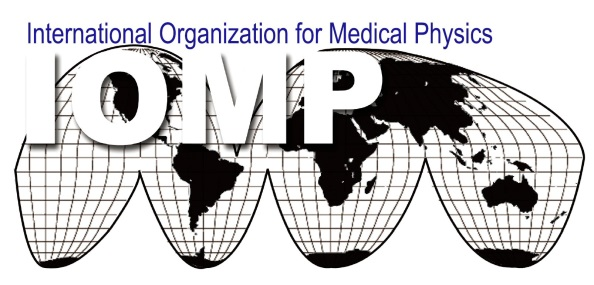 International Organization for Medical Physics
IOMP